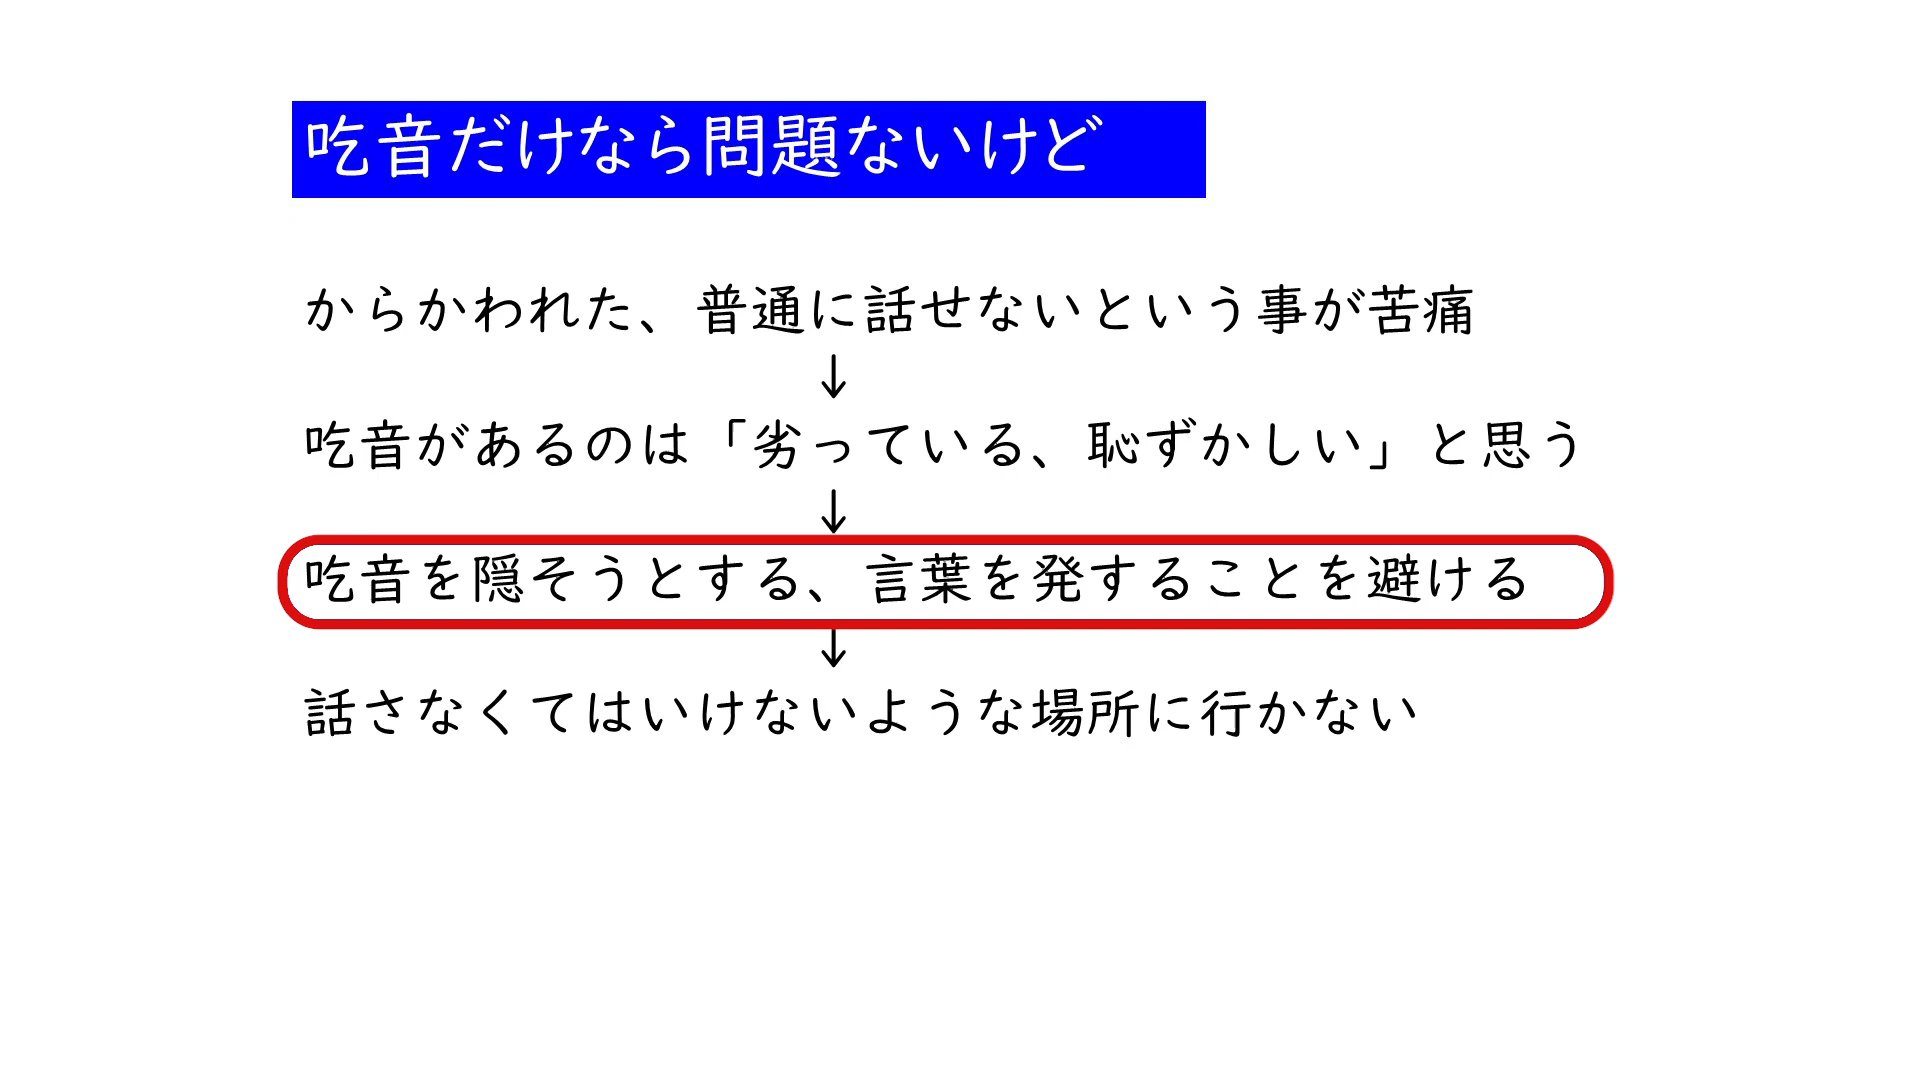 吃音だけなら問題ないけど
からかわれた、普通に話せないという事が苦痛
↓
吃音があるのは「劣っている、恥ずかしい」と思う
↓
吃音を隠そうとする、言葉を発することを避ける
↓
話さなくてはいけないような場所に行かない